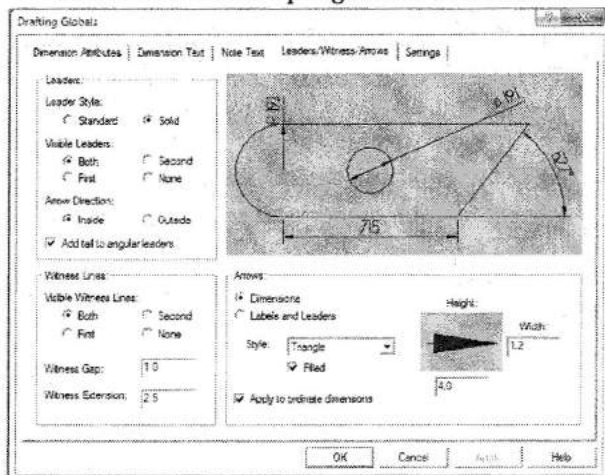 Drafting Globals
Dimension Attributes
Dimension Text
Note Text
Leaders/Witness/Arrows
Settings
Leaders:
Leader Style:
Standard
Solid
Visible Leaders:
Both
Second
First
None
Arrow Direction:
Inside
Outside
Add tail to angular leaders
715
Witness Lines:
Visible Witness Lines:
Both
Second
First
None
Witness Gap:
1.0
Witness Extension:
2.5
Arrows:
Dimensions
Labels and Leaders
Style:
Triangle
Filled
Apply to ordinate dimensions
Height:
Width:
1.2
4.0
OK
Cancel
Apply
Help